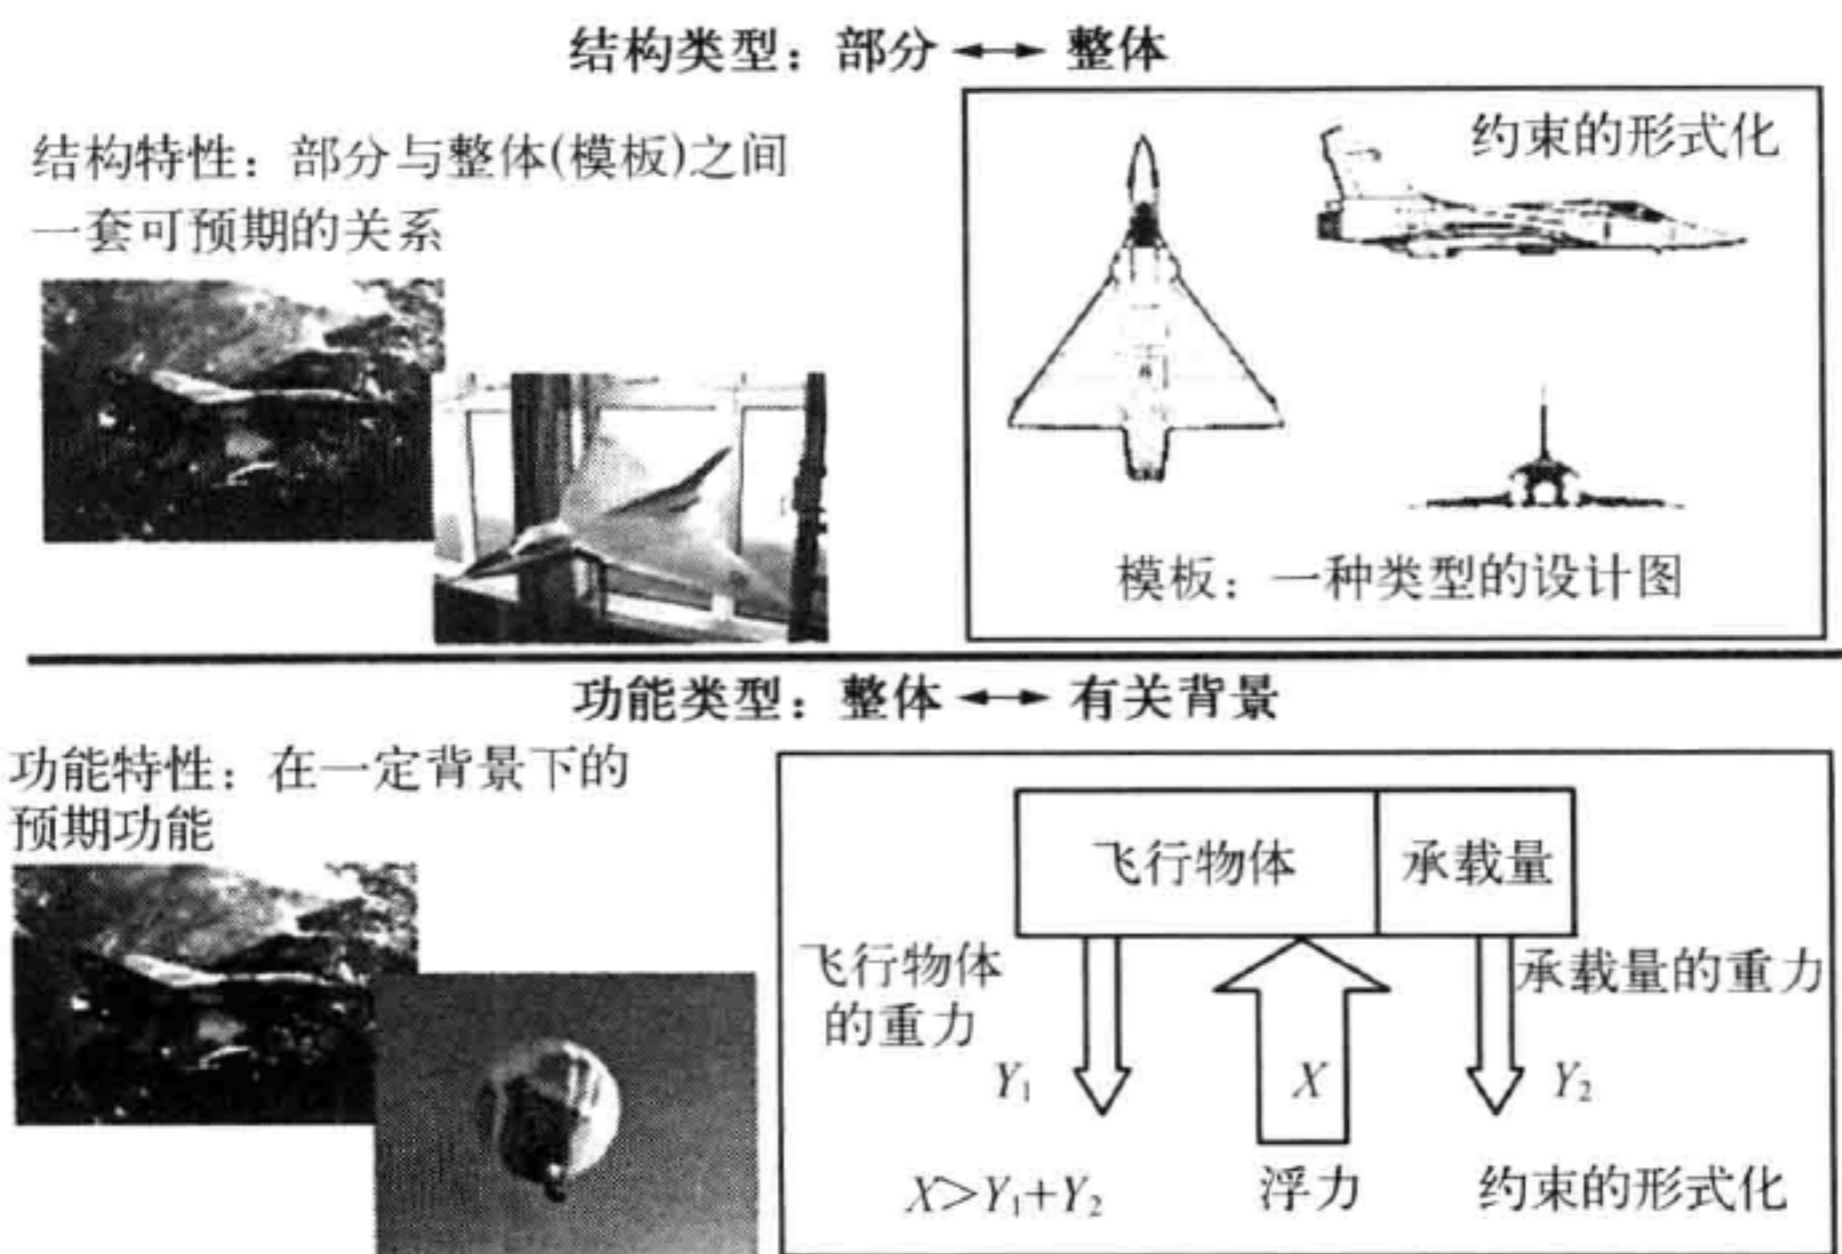 结构类型：部分 ↔ 整体
结构特性：部分与整体(模板)之间
一套可预期的关系
约束的形式化
模板：一种类型的设计图
功能类型：整体 ↔ 有关背景
功能特性：在一定背景下的
预期功能
飞行物体
承载量
飞行物体
的重力
承载量的重力
Y₁
X
Y₂
X>Y₁+Y₂
浮力
约束的形式化